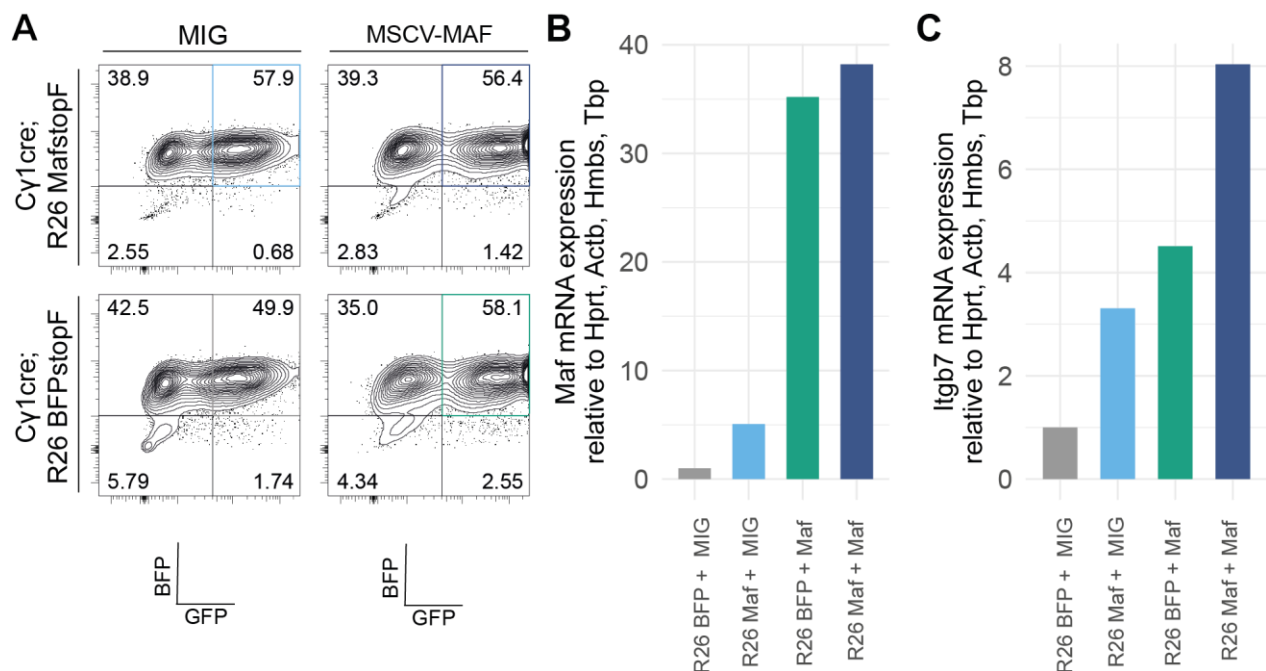 A
MIG
MSCV-MAF
Cγ1cre;
R26 MafstopF
38.9
57.9
2.55
0.68
39.3
56.4
2.83
1.42
Cγ1cre;
R26 BFPstopF
42.5
49.9
5.79
1.74
35.0
58.1
4.34
2.55
BFP
GFP
BFP
GFP
B
Maf mRNA expression
relative to Hprt, Actb, Hmbs, Tbp
40
30
20
10
0
R26 BFP + MIG
R26 Maf + MIG
R26 BFP + Maf
R26 Maf + Maf
C
Itgb7 mRNA expression
relative to Hprt, Actb, Hmbs, Tbp
8
6
4
2
0
R26 BFP + MIG
R26 Maf + MIG
R26 BFP + Maf
R26 Maf + Maf